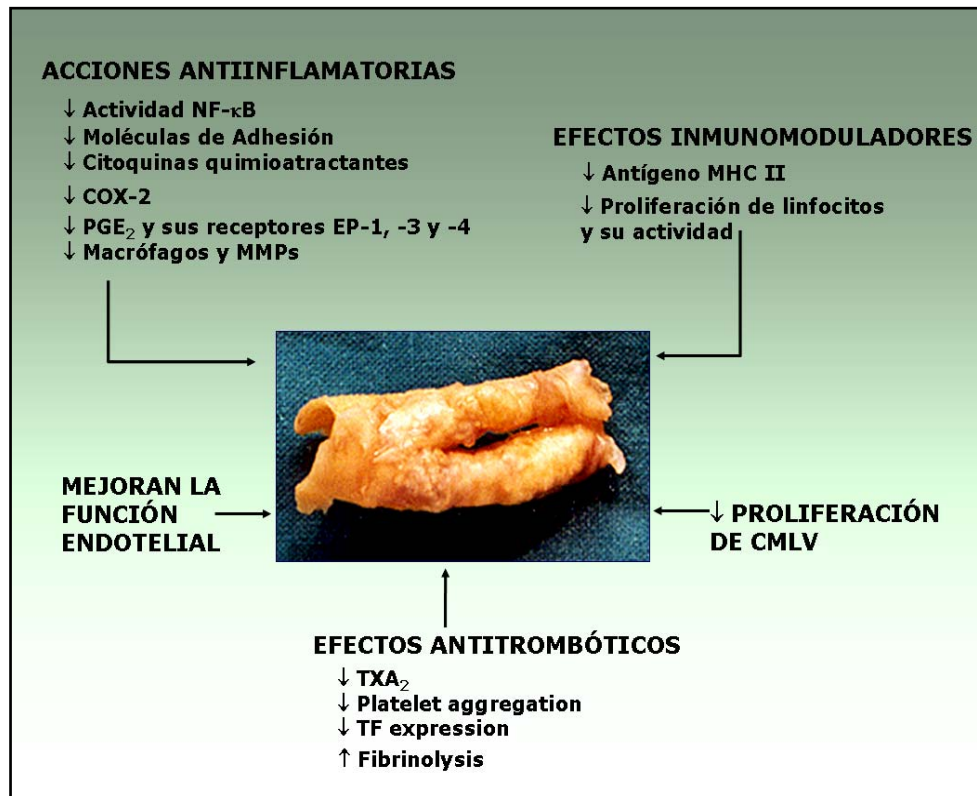 ACCIONES ANTIINFLAMATORIAS
↓ Actividad NF-κB
↓ Moléculas de Adhesión
↓ Citoquinas quimioatractantes
↓ COX-2
↓ PGE₂ y sus receptores EP-1, -3 y -4
↓ Macrófagos y MMPs
EFECTOS INMUNOMODULADORES
↓ Antígeno MHC II
↓ Proliferación de linfocitos
y su actividad
MEJORAN LA
FUNCIÓN
ENDOTELIAL
↓ PROLIFERACIÓN
DE CMLV
EFECTOS ANTITROMBÓTICOS
↓ TXA₂
↓ Platelet aggregation
↓ TF expression
↑ Fibrinolysis